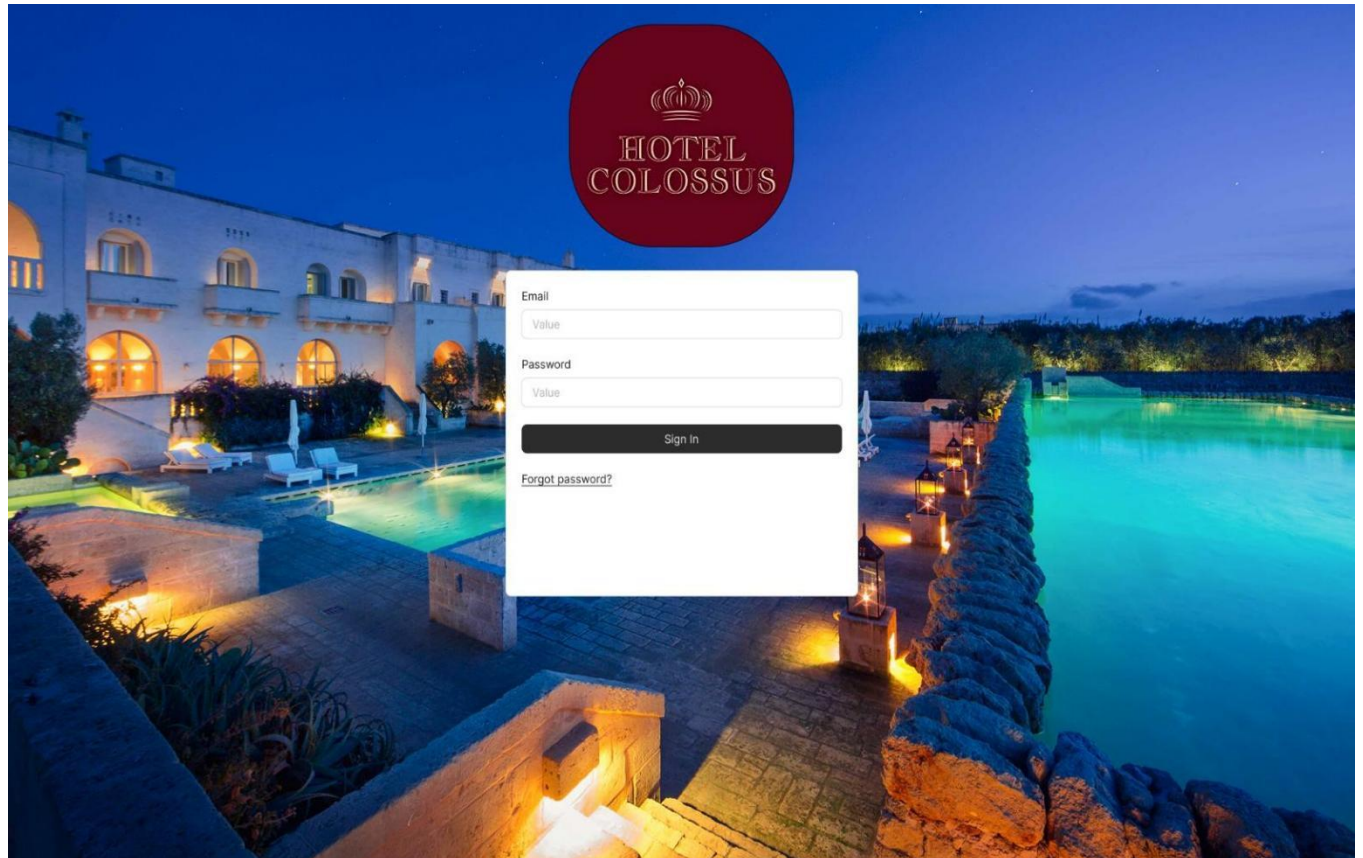 HOTEL
COLOSSUS
Email
Value
Password
Value
Sign In
Forgot password?